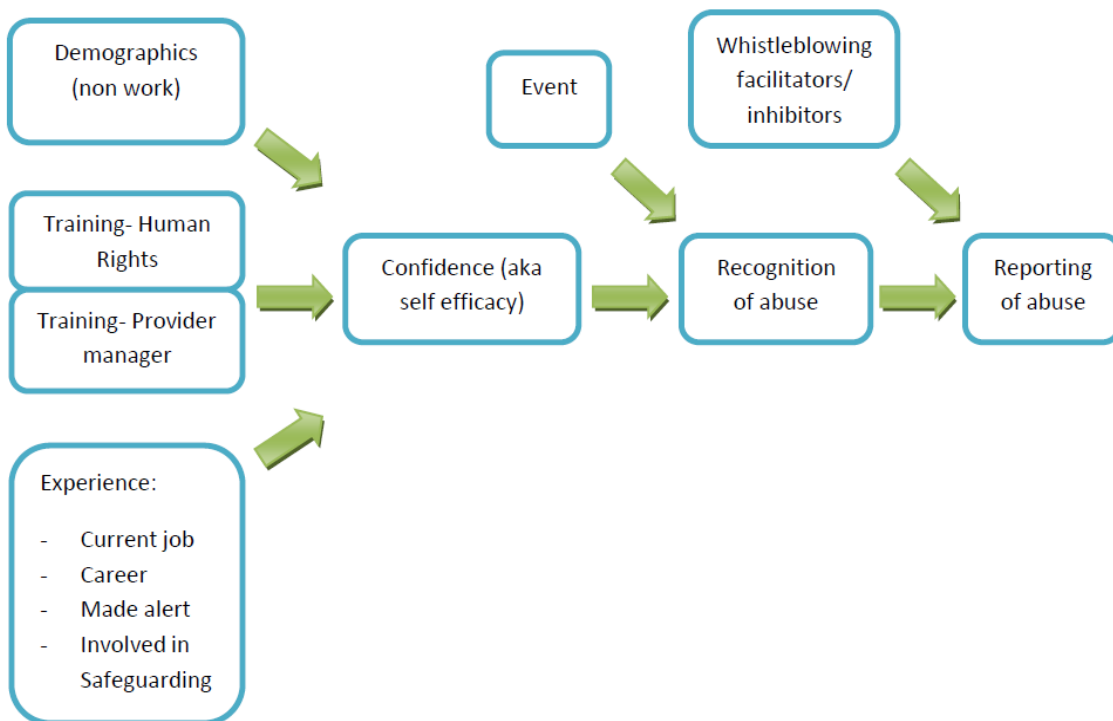 Demographics
(non work)
Event
Whistleblowing
facilitators/
inhibitors
Training- Human
Rights
Training- Provider
manager
Confidence (aka
self efficacy)
Recognition
of abuse
Reporting
of abuse
Experience:
- Current job
- Career
- Made alert
- Involved in
Safeguarding